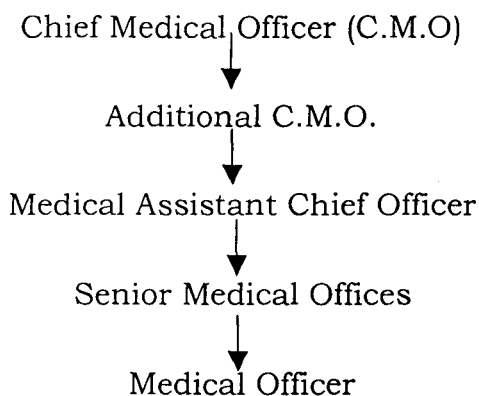 Chief Medical Officer (C.M.O)
Additional C.M.O.
Medical Assistant Chief Officer
Senior Medical Offices
Medical Officer